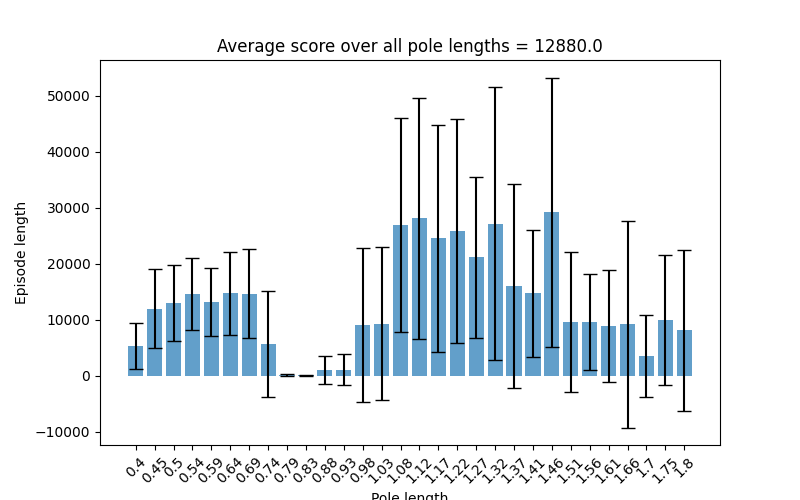 Average score over all pole lengths = 12880.0
50000
40000
30000
20000
10000
0
−10000
Episode length
0.4 0.45 0.5 0.54 0.59 0.64 0.69 0.74 0.79 0.83 0.88 0.93 0.98 1.03 1.08 1.12 1.17 1.22 1.27 1.32 1.37 1.41 1.46 1.51 1.56 1.61 1.66 1.7 1.75 1.8
Pole length